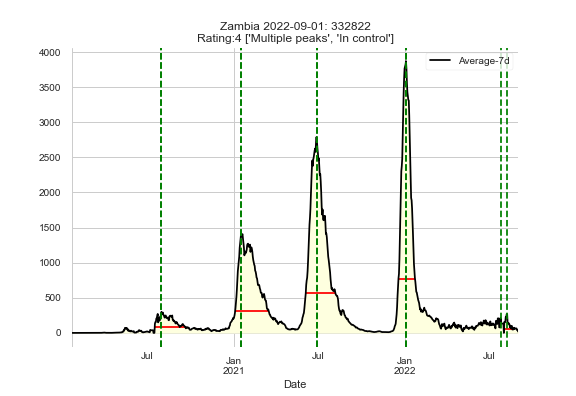 Zambia 2022-09-01: 332822
Rating:4 ['Multiple peaks', 'In control']
4000
3500
3000
2500
2000
1500
1000
500
0
Average-7d
Jul
Jan
2021
Jul
Jan
2022
Jul
Date